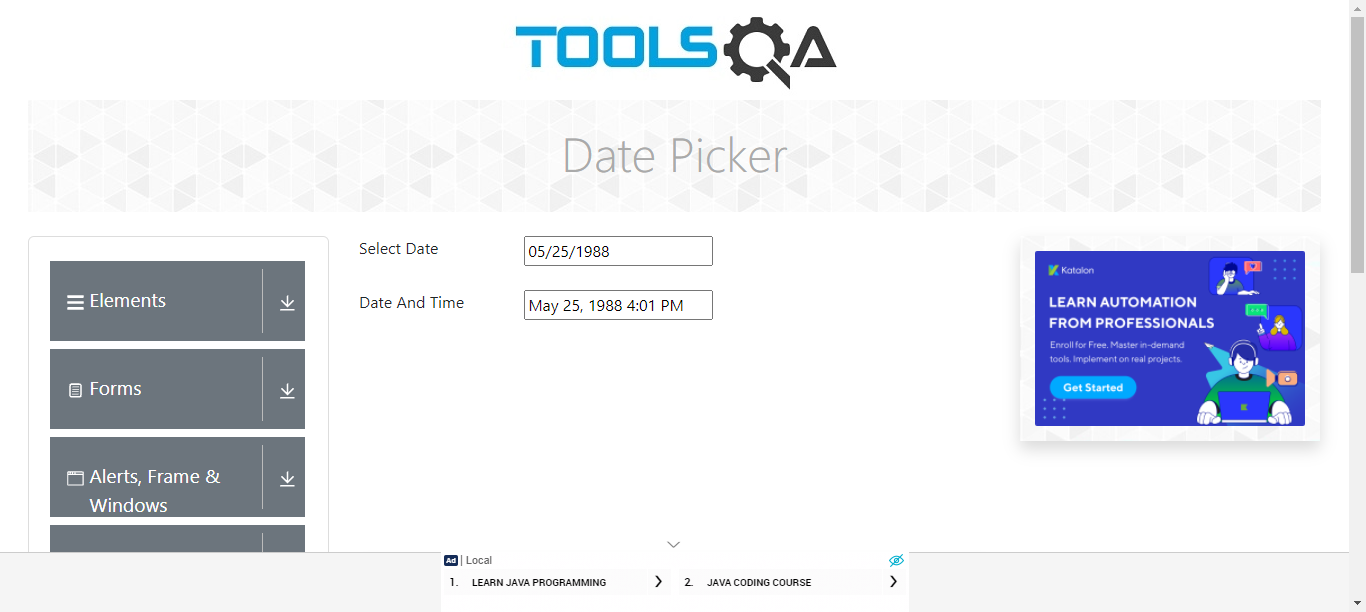 TOOLSQA
Date Picker
Elements
Forms
Alerts, Frame &
Windows
Select Date
05/25/1988
Date And Time
May 25, 1988 4:01 PM
Katalon
LEARN AUTOMATION
FROM PROFESSIONALS
Enroll for Free. Master in-demand
tools. Implement on real projects.
Get Started
Ad | Local
1. LEARN JAVA PROGRAMMING
2. JAVA CODING COURSE